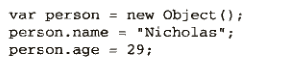 var person = new Object();
person.name = "Nicholas";
person.age = 29;